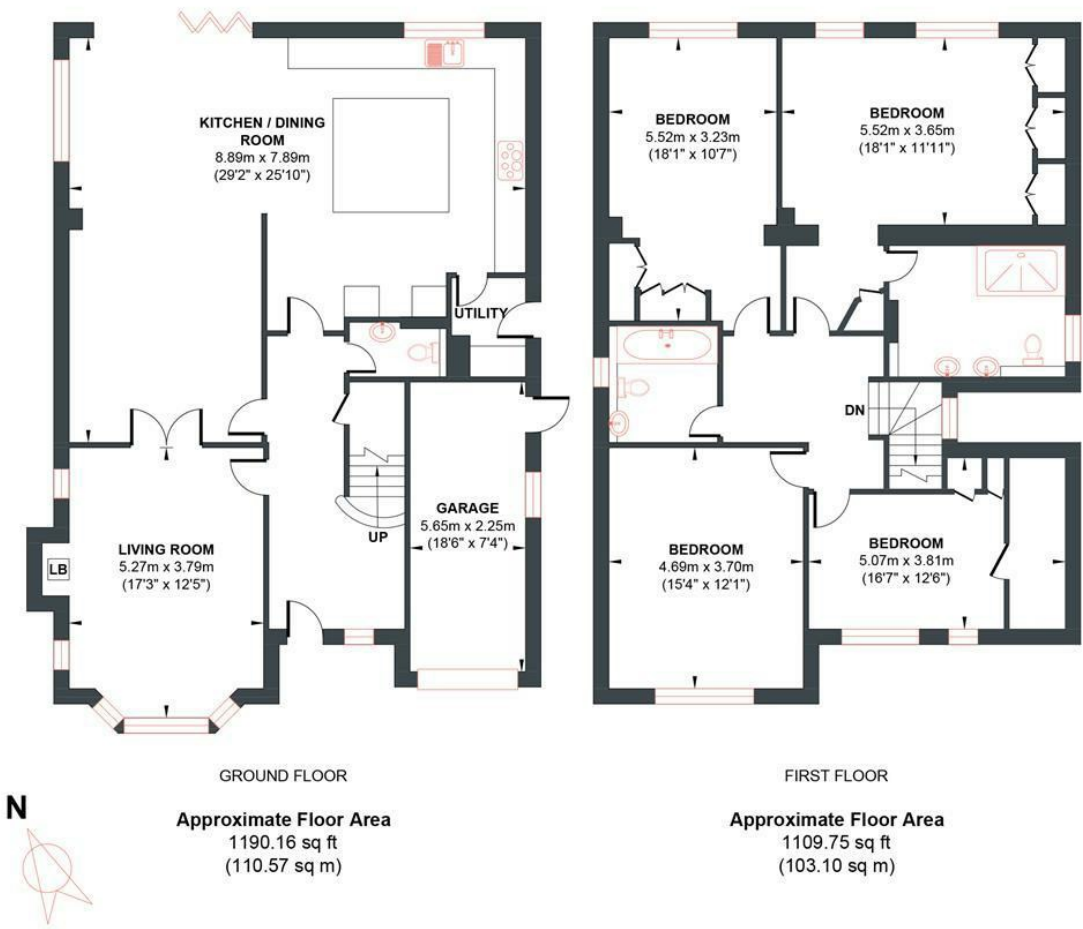 KITCHEN / DINING
ROOM
8.89m x 7.89m
(29'2" x 25'10")
UTILITY
LIVING ROOM
5.27m x 3.79m
(17'3" x 12'5")
LB
UP
GARAGE
5.65m x 2.25m
(18'6" x 7'4")
BEDROOM
5.52m x 3.23m
(18'1" x 10'7")
BEDROOM
5.52m x 3.65m
(18'1" x 11'11")
DN
BEDROOM
4.69m x 3.70m
(15'4" x 12'1")
BEDROOM
5.07m x 3.81m
(16'7" x 12'6")
GROUND FLOOR
Approximate Floor Area
1190.16 sq ft
(110.57 sq m)
FIRST FLOOR
Approximate Floor Area
1109.75 sq ft
(103.10 sq m)
N